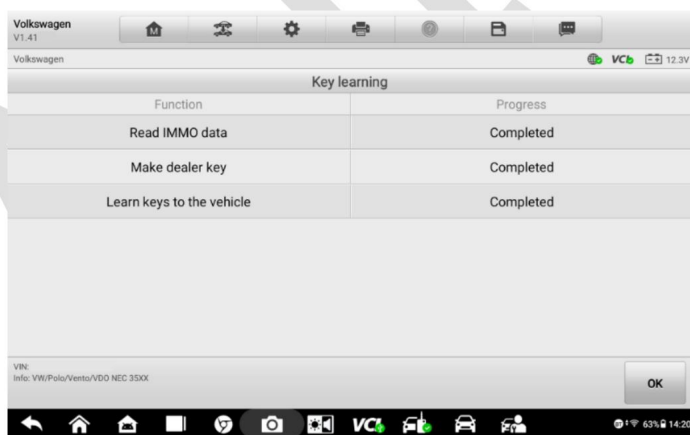 Volkswagen
V1.41
M
?
Volkswagen
VCI 12.3V
Key learning
Function Progress
Read IMMO data Completed
Make dealer key Completed
Learn keys to the vehicle Completed
VIN:
Info: VW/Polo/Vento/VDO NEC 35XX
OK
VCI 63% 14:20